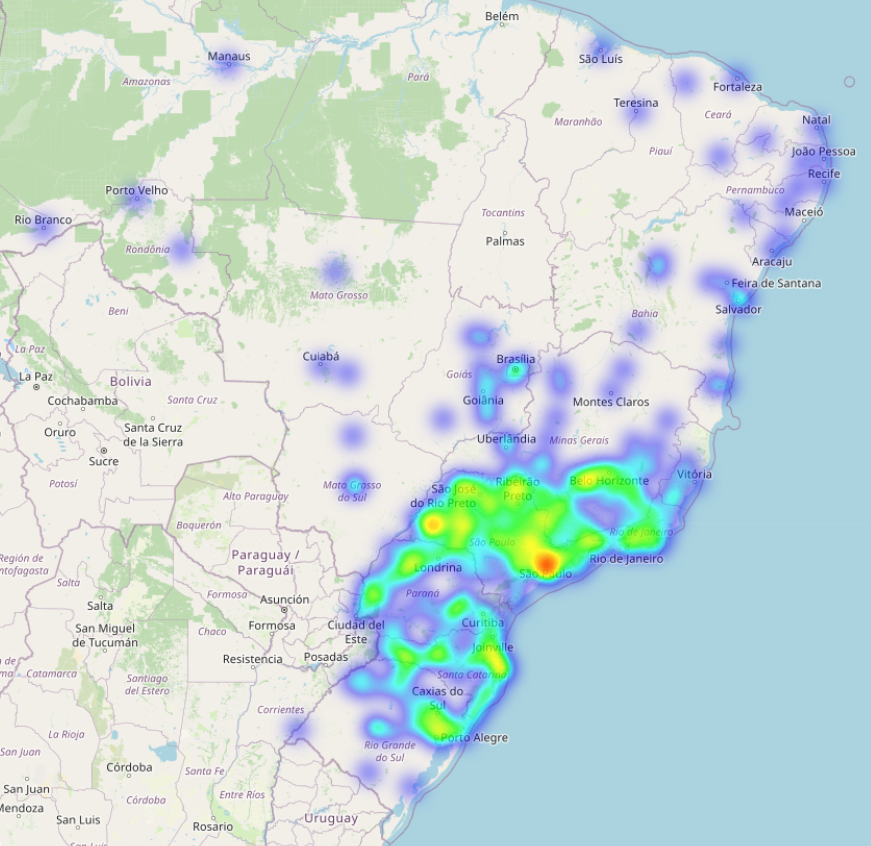 Belém
Manaus
São Luís
Amazonas
Pará
Fortaleza
Teresina
Ceará
Maranhão
Natal
Piauí
João Pessoa
Recife
Porto Velho
Pernambuco
Rio Branco
Tocantins
Maceió
Palmas
Rondônia
Aracaju
Mato Grosso
Feira de Santana
Beni
Salvador
Bahia
La Paz
Cuiabá
Brasília
La Paz
Goiás
Bolivia
Cochabamba
Santa Cruz
Goiânia
Montes Claros
Oruro
Santa Cruz
de la Sierra
Uberlândia
Minas Gerais
Sucre
Vitória
Potosí
Mato Grosso
do Sul
São José
do Rio Preto
Ribeirão
Preto
Belo Horizonte
Alto Paraguay
Boquerón
Rio de Janeiro
São Paulo
Región de
ntofagasta
Paraguay /
Paraguái
Rio de Janeiro
Londrina
São Paulo
Salta
Paraná
Formosa
Asunción
Salta
Curitiba
San Miguel
de Tucumán
Chaco
Formosa
Ciudad del
Este
Joinville
Resistencia
Posadas
Catamarca
Santiago
del Estero
Santa Catarina
Caxias do
Sul
Corrientes
La Rioja
Porto Alegre
San Juan
Rio Grande
do Sul
Córdoba
Santa Fe
San Juan
Mendoza
Córdoba
Entre Ríos
San Luis
Rosario
Uruguay